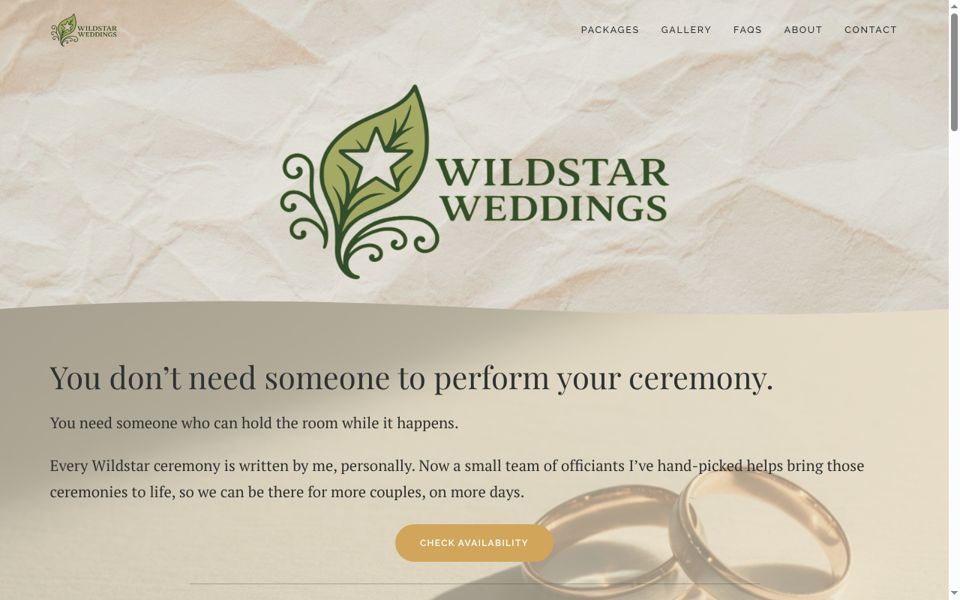 WILDSTAR
WEDDINGS
PACKAGES
GALLERY
FAQS
ABOUT
CONTACT
WILDSTAR
WEDDINGS
You don’t need someone to perform your ceremony.
You need someone who can hold the room while it happens.
Every Wildstar ceremony is written by me, personally. Now a small team of officiants I’ve hand-picked helps bring those
ceremonies to life, so we can be there for more couples, on more days.
CHECK AVAILABILITY